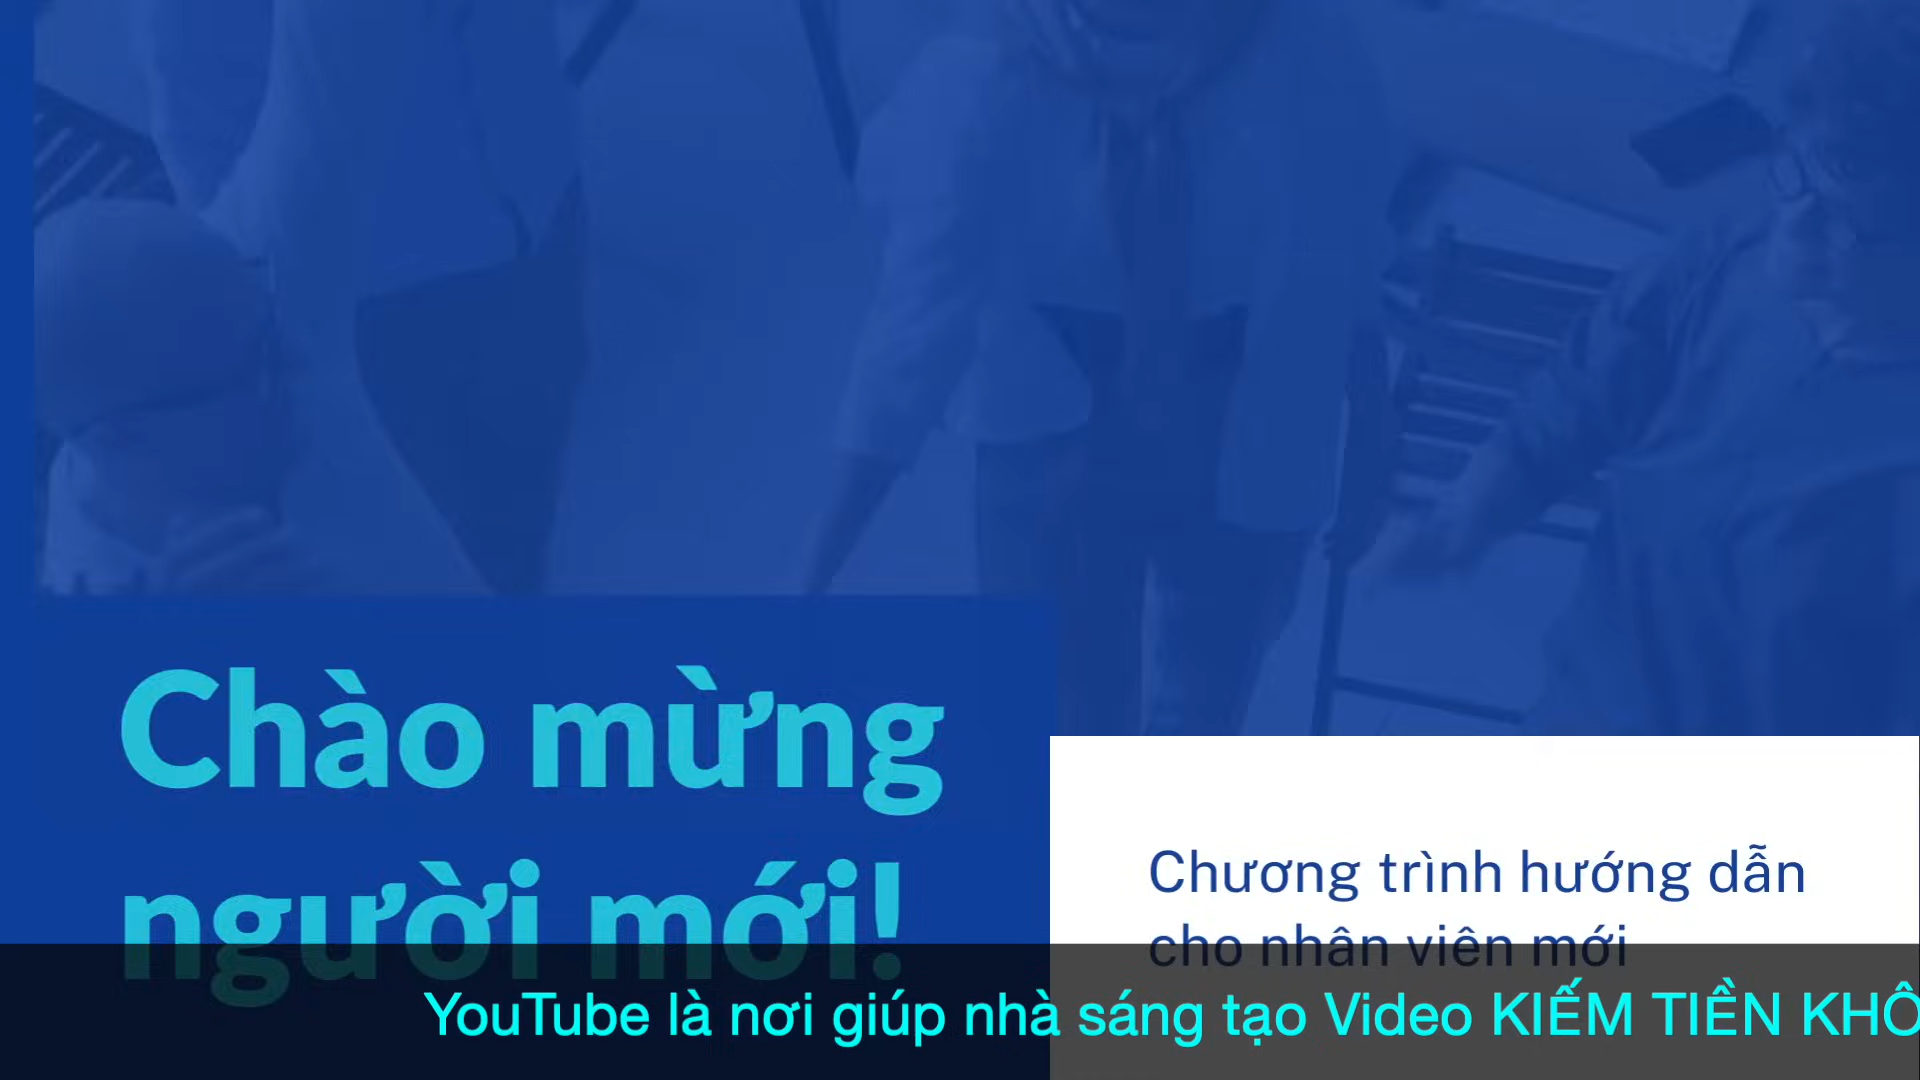 Chào mừng
người mới!
Chương trình hướng dẫn
cho nhân viên mới
YouTube là nơi giúp nhà sáng tạo Video KIẾM TIỀN KHÔ